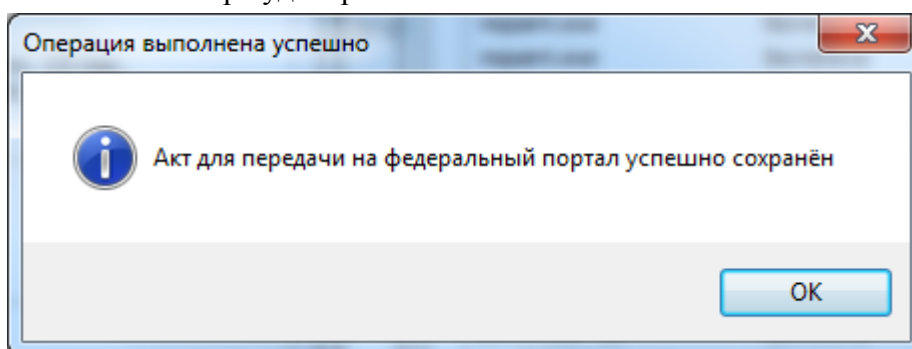 Операция выполнена успешно
Акт для передачи на федеральный портал успешно сохранён
OK